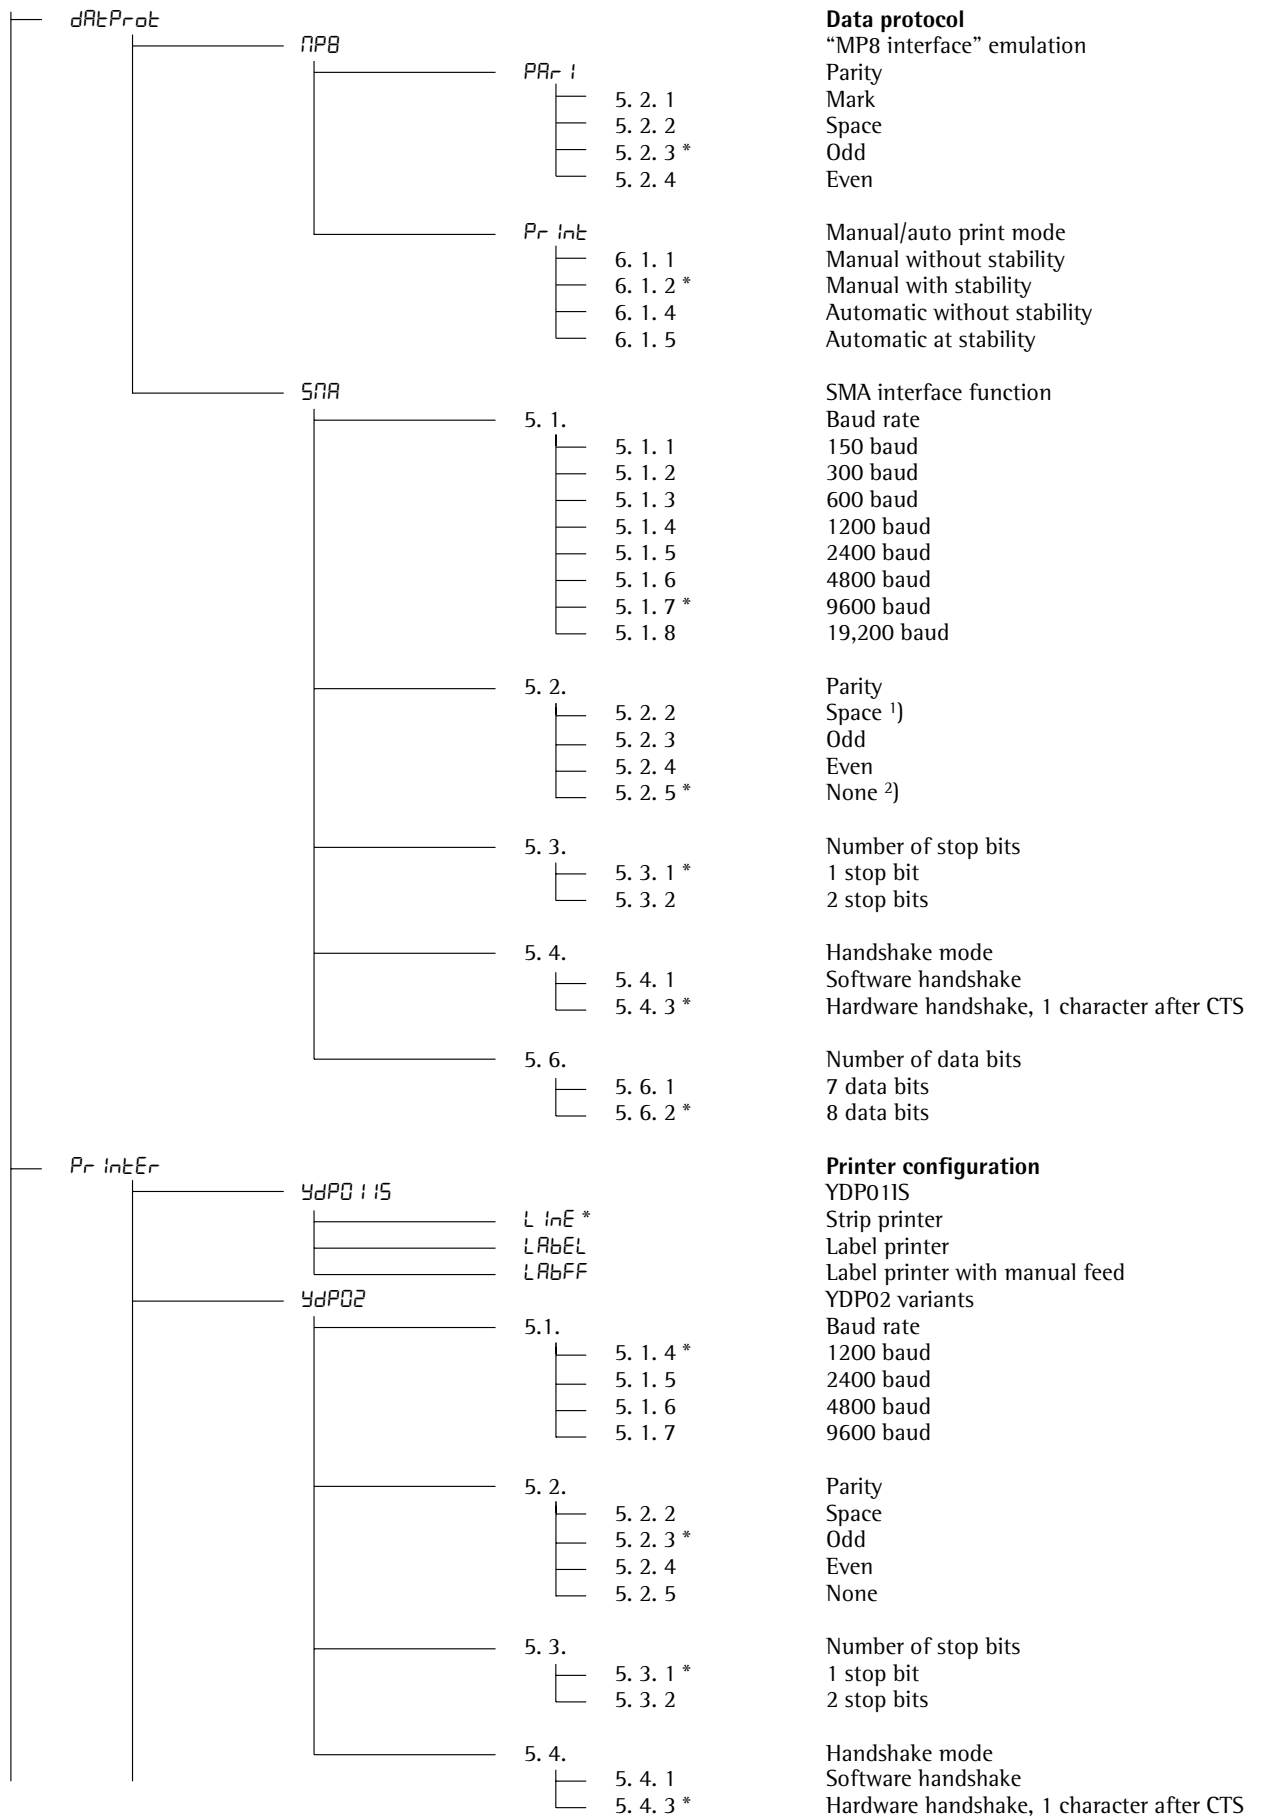 dAtProt Data protocol
MP8 “MP8 interface” emulation
PAr I Parity
5. 2. 1 Mark
5. 2. 2 Space
5. 2. 3 * Odd
5. 2. 4 Even
Pr Int Manual/auto print mode
6. 1. 1 Manual without stability
6. 1. 2 * Manual with stability
6. 1. 4 Automatic without stability
6. 1. 5 Automatic at stability
SMA SMA interface function
5. 1. Baud rate
5. 1. 1 150 baud
5. 1. 2 300 baud
5. 1. 3 600 baud
5. 1. 4 1200 baud
5. 1. 5 2400 baud
5. 1. 6 4800 baud
5. 1. 7 * 9600 baud
5. 1. 8 19,200 baud
5. 2. Parity
5. 2. 2 Space 1)
5. 2. 3 Odd
5. 2. 4 Even
5. 2. 5 * None 2)
5. 3. Number of stop bits
5. 3. 1 * 1 stop bit
5. 3. 2 2 stop bits
5. 4. Handshake mode
5. 4. 1 Software handshake
5. 4. 3 * Hardware handshake, 1 character after CTS
5. 6. Number of data bits
5. 6. 1 7 data bits
5. 6. 2 * 8 data bits
Pr IntEr Printer configuration
YdP01IS YDP01IS
L InE * Strip printer
LAbEL Label printer
LAbFF Label printer with manual feed
YdP02 YDP02 variants
5.1. Baud rate
5. 1. 4 * 1200 baud
5. 1. 5 2400 baud
5. 1. 6 4800 baud
5. 1. 7 9600 baud
5. 2. Parity
5. 2. 2 Space
5. 2. 3 * Odd
5. 2. 4 Even
5. 2. 5 None
5. 3. Number of stop bits
5. 3. 1 * 1 stop bit
5. 3. 2 2 stop bits
5. 4. Handshake mode
5. 4. 1 Software handshake
5. 4. 3 * Hardware handshake, 1 character after CTS